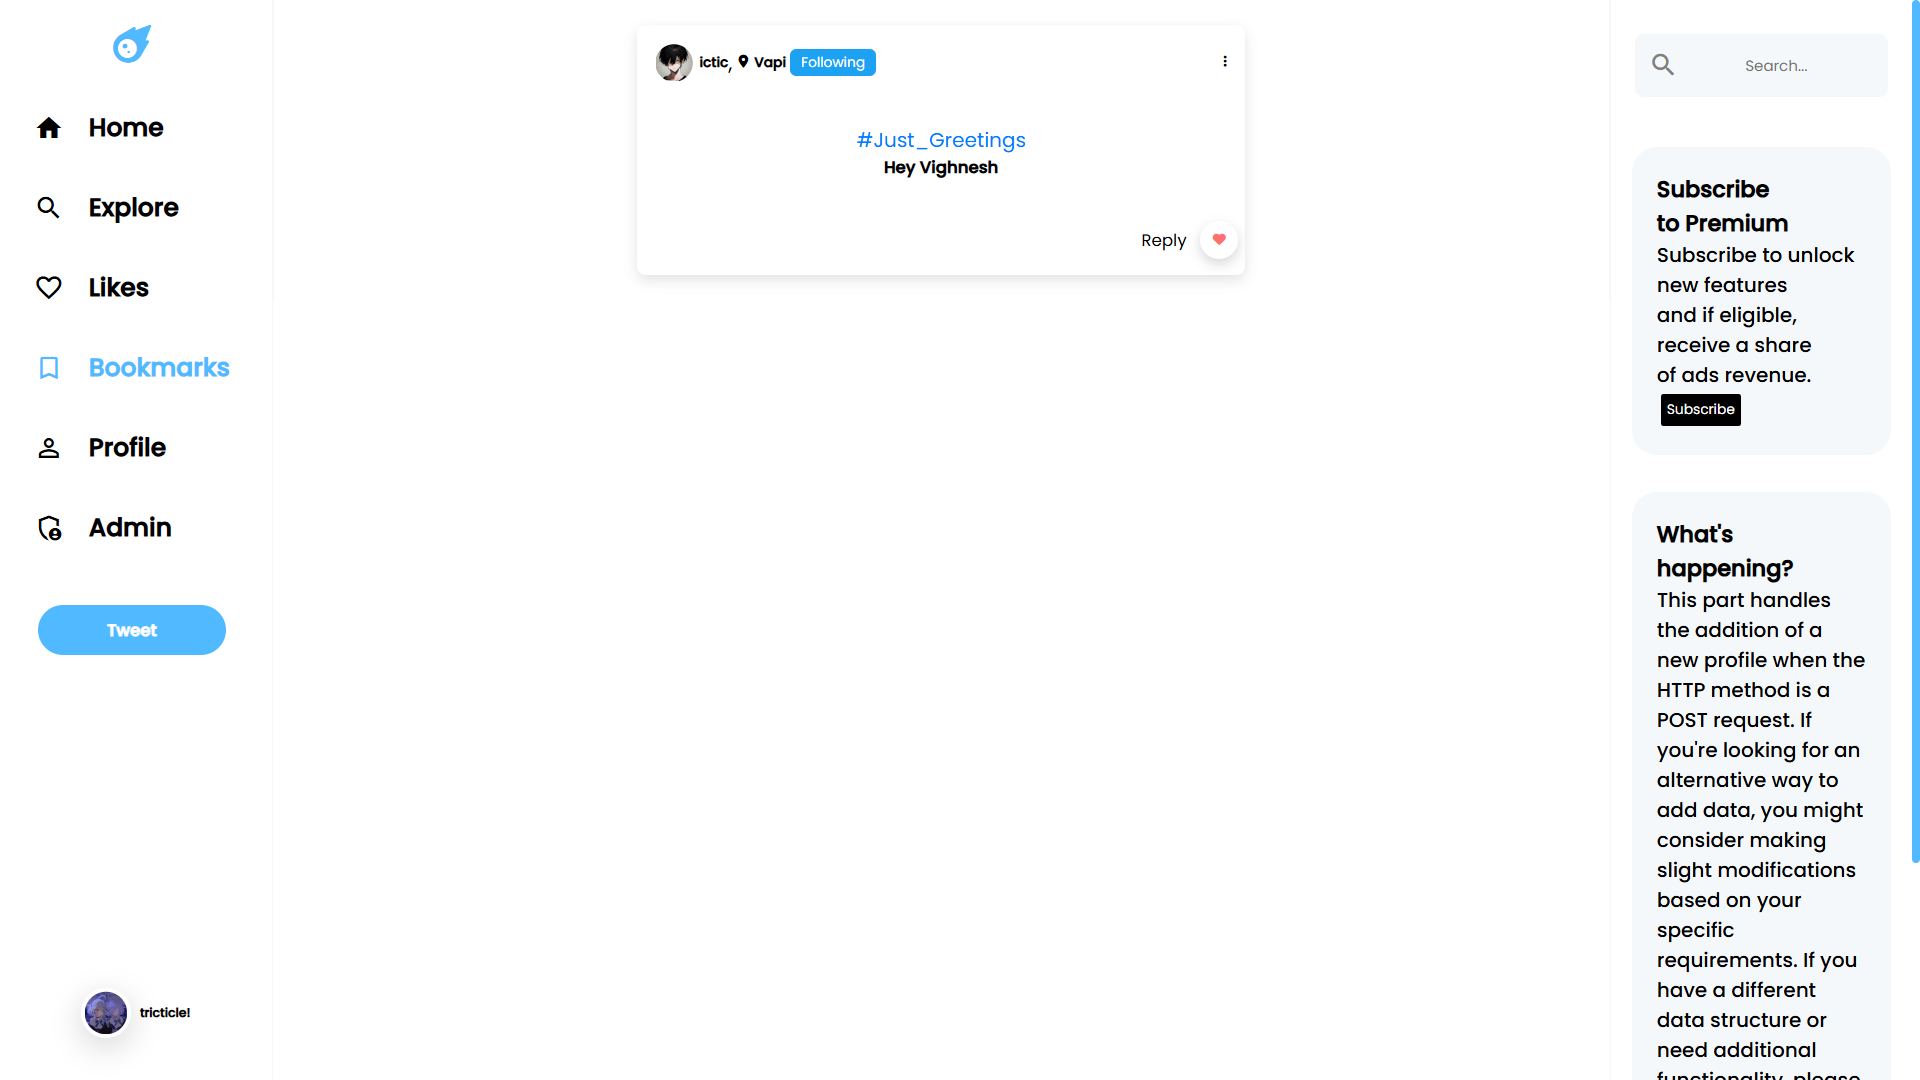 Home
Explore
Likes
Bookmarks
Profile
Admin
Tweet
tricticle!
ictic, Vapi Following
#Just_Greetings
Hey Vighnesh
Reply
Search...
Subscribe
to Premium
Subscribe to unlock
new features
and if eligible,
receive a share
of ads revenue.
Subscribe
What's
happening?
This part handles
the addition of a
new profile when the
HTTP method is a
POST request. If
you're looking for an
alternative way to
add data, you might
consider making
slight modifications
based on your
specific
requirements. If you
have a different
data structure or
need additional
functionality, please